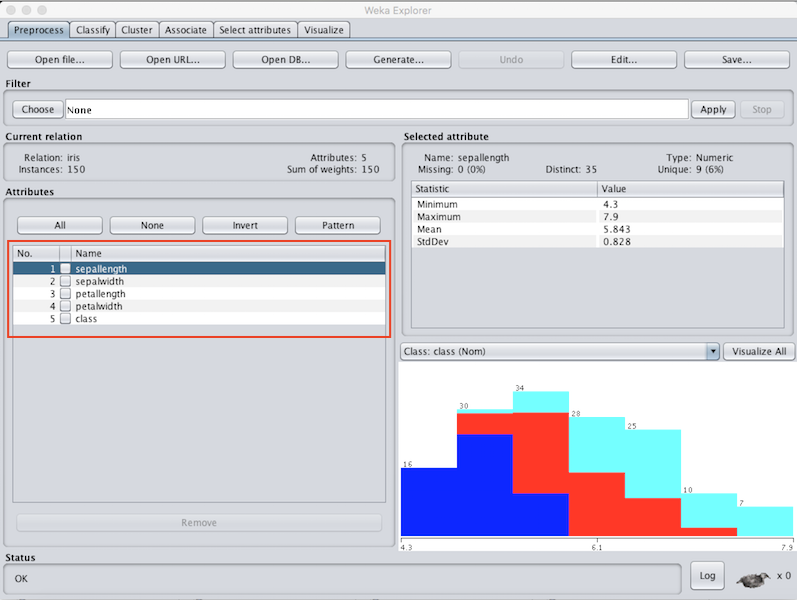 Weka Explorer
Preprocess Classify Cluster Associate Select attributes Visualize
Open file... Open URL... Open DB... Generate... Undo Edit... Save...
Filter
Choose None Apply Stop
Current relation
Relation: iris Attributes: 5
Instances: 150 Sum of weights: 150
Attributes
All None Invert Pattern
No. Name
1 sepallength
2 sepalwidth
3 petallength
4 petalwidth
5 class
Remove
Selected attribute
Name: sepallength Type: Numeric
Missing: 0 (0%) Distinct: 35 Unique: 9 (6%)
Statistic Value
Minimum 4.3
Maximum 7.9
Mean 5.843
StdDev 0.828
Class: class (Nom) Visualize All
16 30 34 28 25 10 7
4.3 6.1 7.9
Status
OK Log x 0